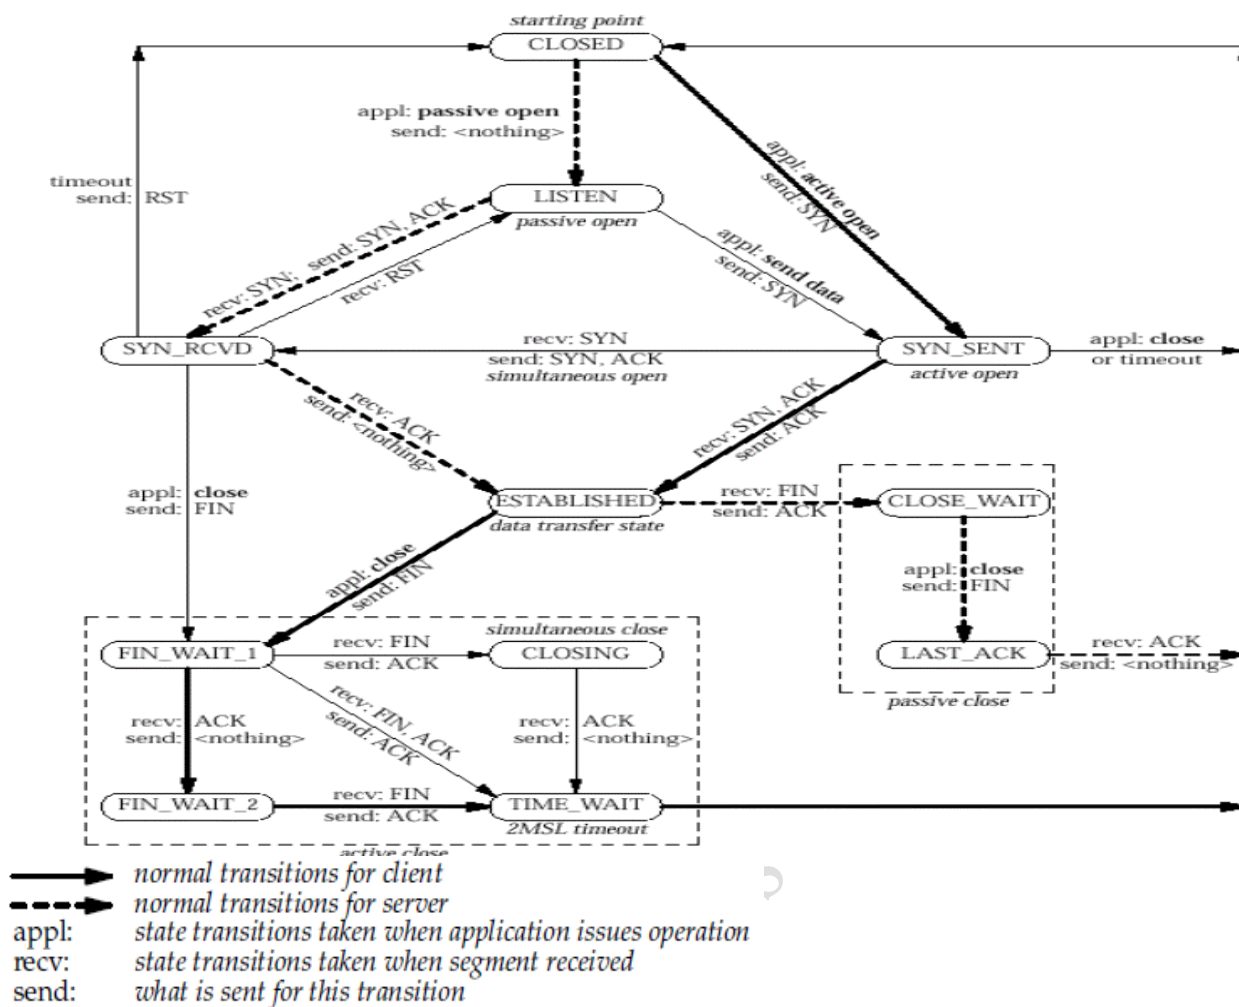 starting point
CLOSED
appl: passive open
send: <nothing>
timeout
send: RST
LISTEN
passive open
appl: active open
send: SYN
recv: SYN; send: SYN, ACK
recv: RST
appl: send data
send: SYN
SYN_RCVD
recv: SYN
send: SYN, ACK
simultaneous open
SYN_SENT
active open
appl: close
or timeout
recv: ACK
send: <nothing>
recv: SYN, ACK
send: ACK
appl: close
send: FIN
ESTABLISHED
data transfer state
recv: FIN
send: ACK
CLOSE_WAIT
appl: close
send: FIN
appl: close
send: FIN
LAST_ACK
passive close
recv: ACK
send: <nothing>
FIN_WAIT_1
recv: FIN
send: ACK
simultaneous close
CLOSING
recv: ACK
send: <nothing>
recv: FIN, ACK
send: ACK
recv: ACK
send: <nothing>
FIN_WAIT_2
recv: FIN
send: ACK
TIME_WAIT
2MSL timeout
active close
normal transitions for client
normal transitions for server
appl: state transitions taken when application issues operation
recv: state transitions taken when segment received
send: what is sent for this transition